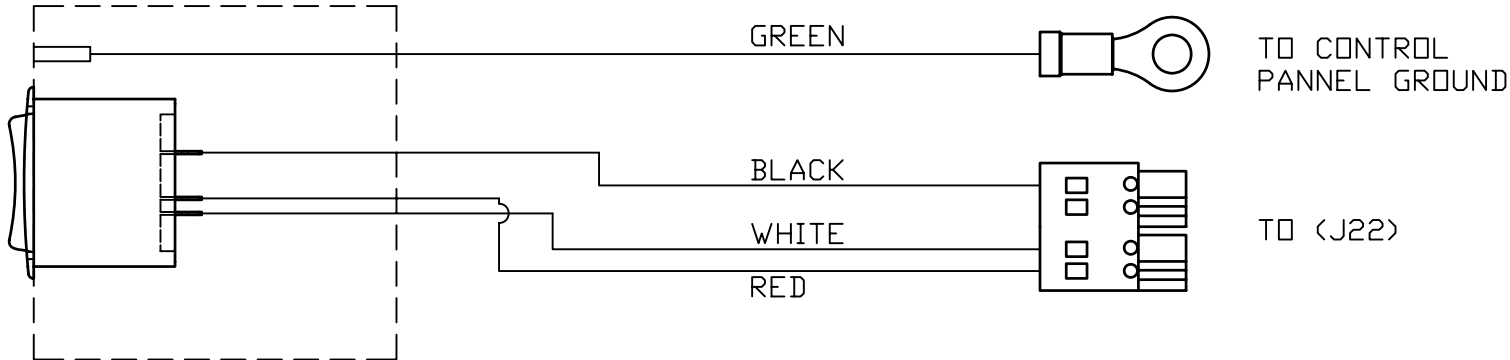 GREEN
TO CONTROL
PANNEL GROUND
BLACK
WHITE
TO (J22)
RED